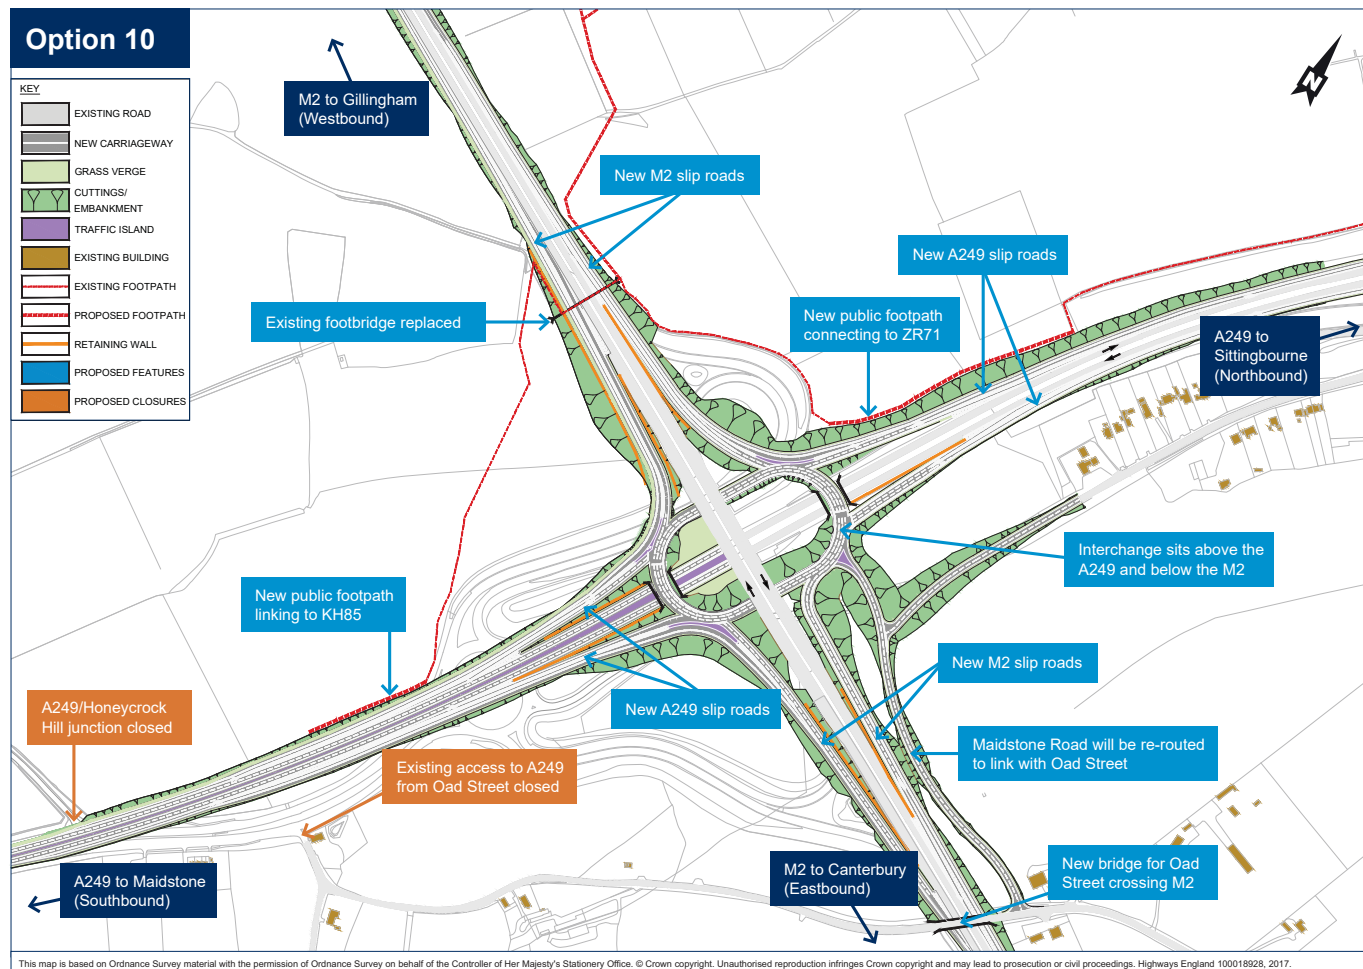 Option 10
KEY
EXISTING ROAD
NEW CARRIAGEWAY
GRASS VERGE
CUTTINGS/
EMBANKMENT
TRAFFIC ISLAND
EXISTING BUILDING
EXISTING FOOTPATH
PROPOSED FOOTPATH
RETAINING WALL
PROPOSED FEATURES
PROPOSED CLOSURES
M2 to Gillingham
(Westbound)
N
New M2 slip roads
New A249 slip roads
Existing footbridge replaced
New public footpath
connecting to ZR71
A249 to
Sittingbourne
(Northbound)
Interchange sits above the
A249 and below the M2
New public footpath
linking to KH85
New M2 slip roads
New A249 slip roads
A249/Honeycrock
Hill junction closed
Maidstone Road will be re-routed
to link with Oad Street
Existing access to A249
from Oad Street closed
A249 to Maidstone
(Southbound)
M2 to Canterbury
(Eastbound)
New bridge for Oad
Street crossing M2
This map is based on Ordnance Survey material with the permission of Ordnance Survey on behalf of the Controller of Her Majesty's Stationery Office. © Crown copyright. Unauthorised reproduction infringes Crown copyright and may lead to prosecution or civil proceedings. Highways England 100018928, 2017.